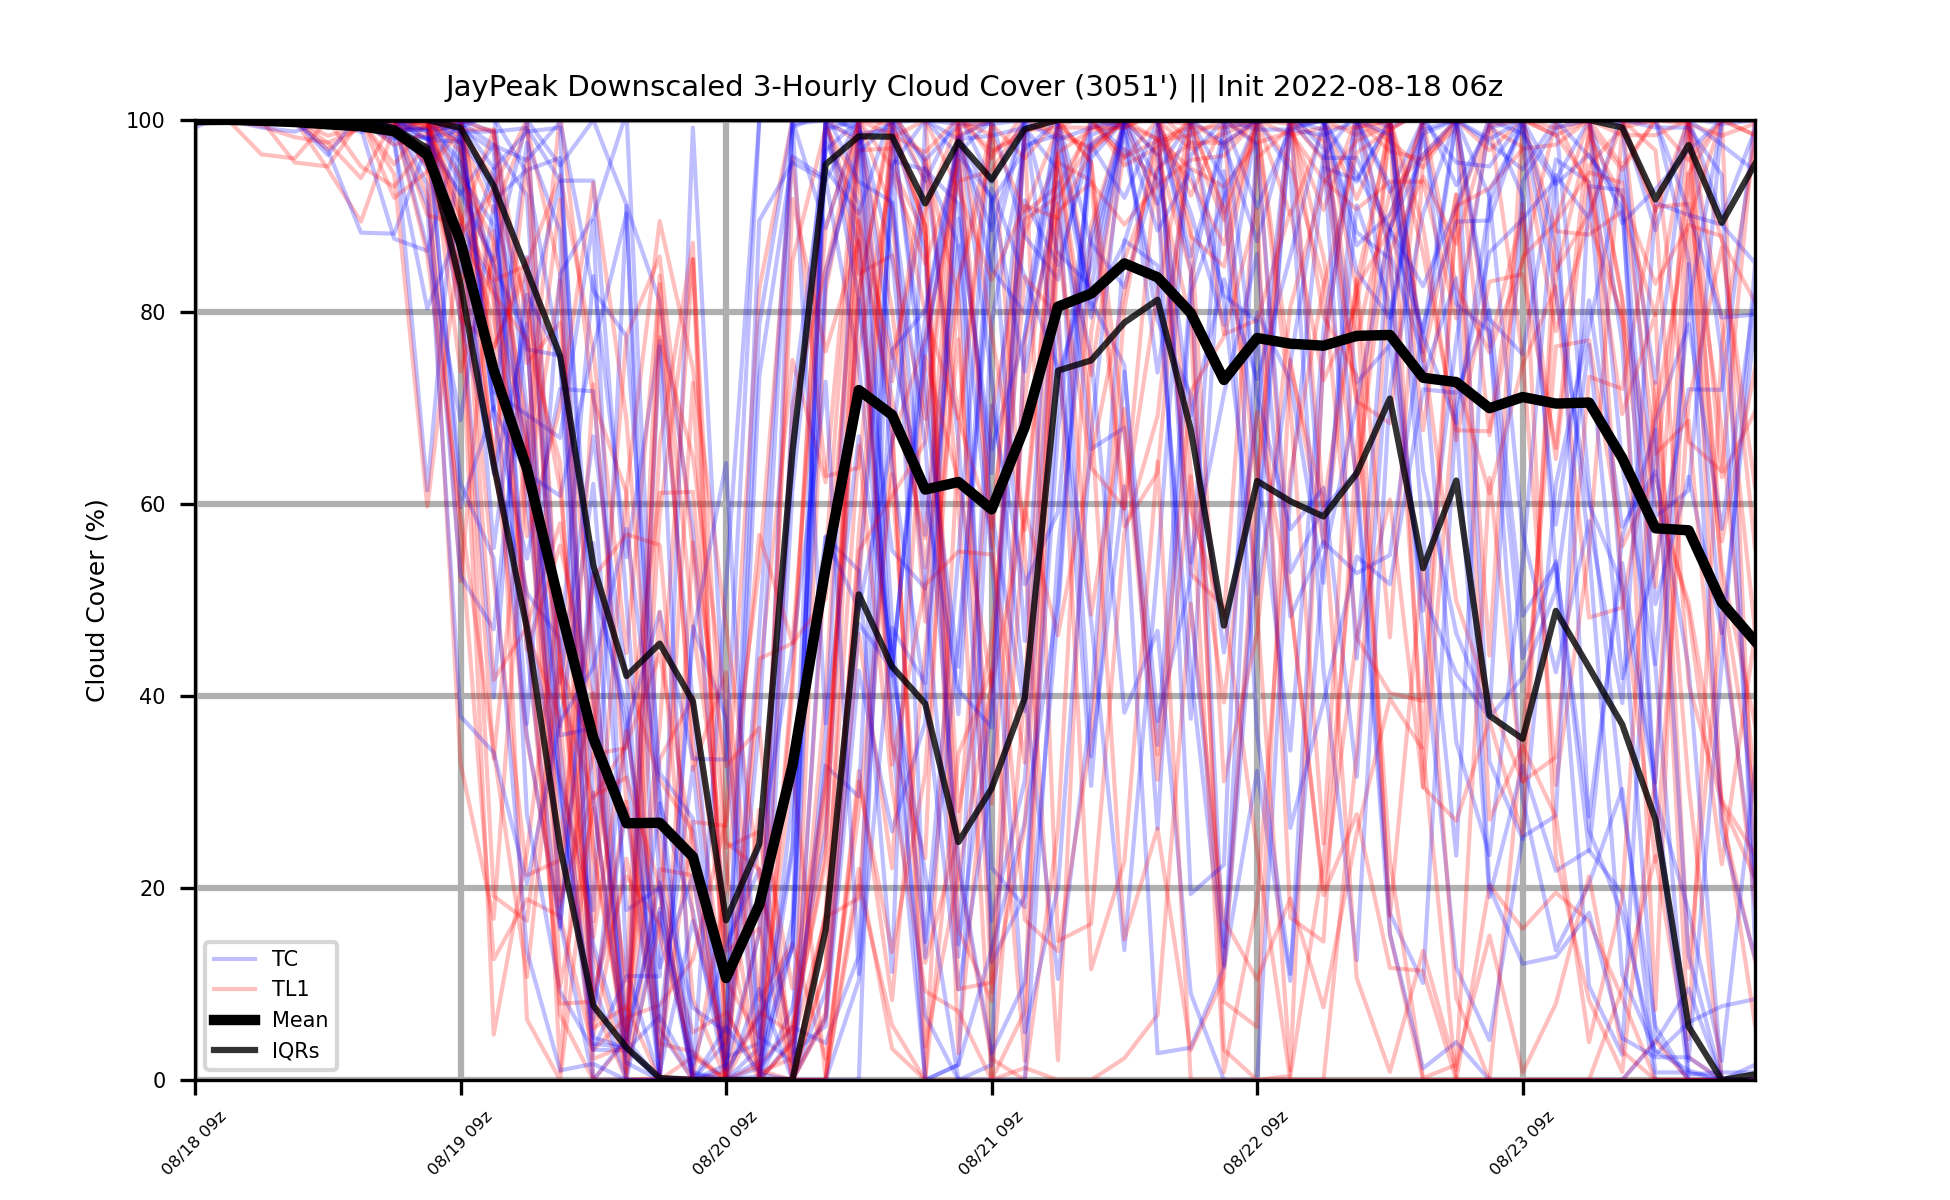 JayPeak Downscaled 3-Hourly Cloud Cover (3051') || Init 2022-08-18 06z
Cloud Cover (%)
100
80
60
40
20
0
TC
TL1
Mean
IQRs
08/18 09z
08/19 09z
08/20 09z
08/21 09z
08/22 09z
08/23 09z